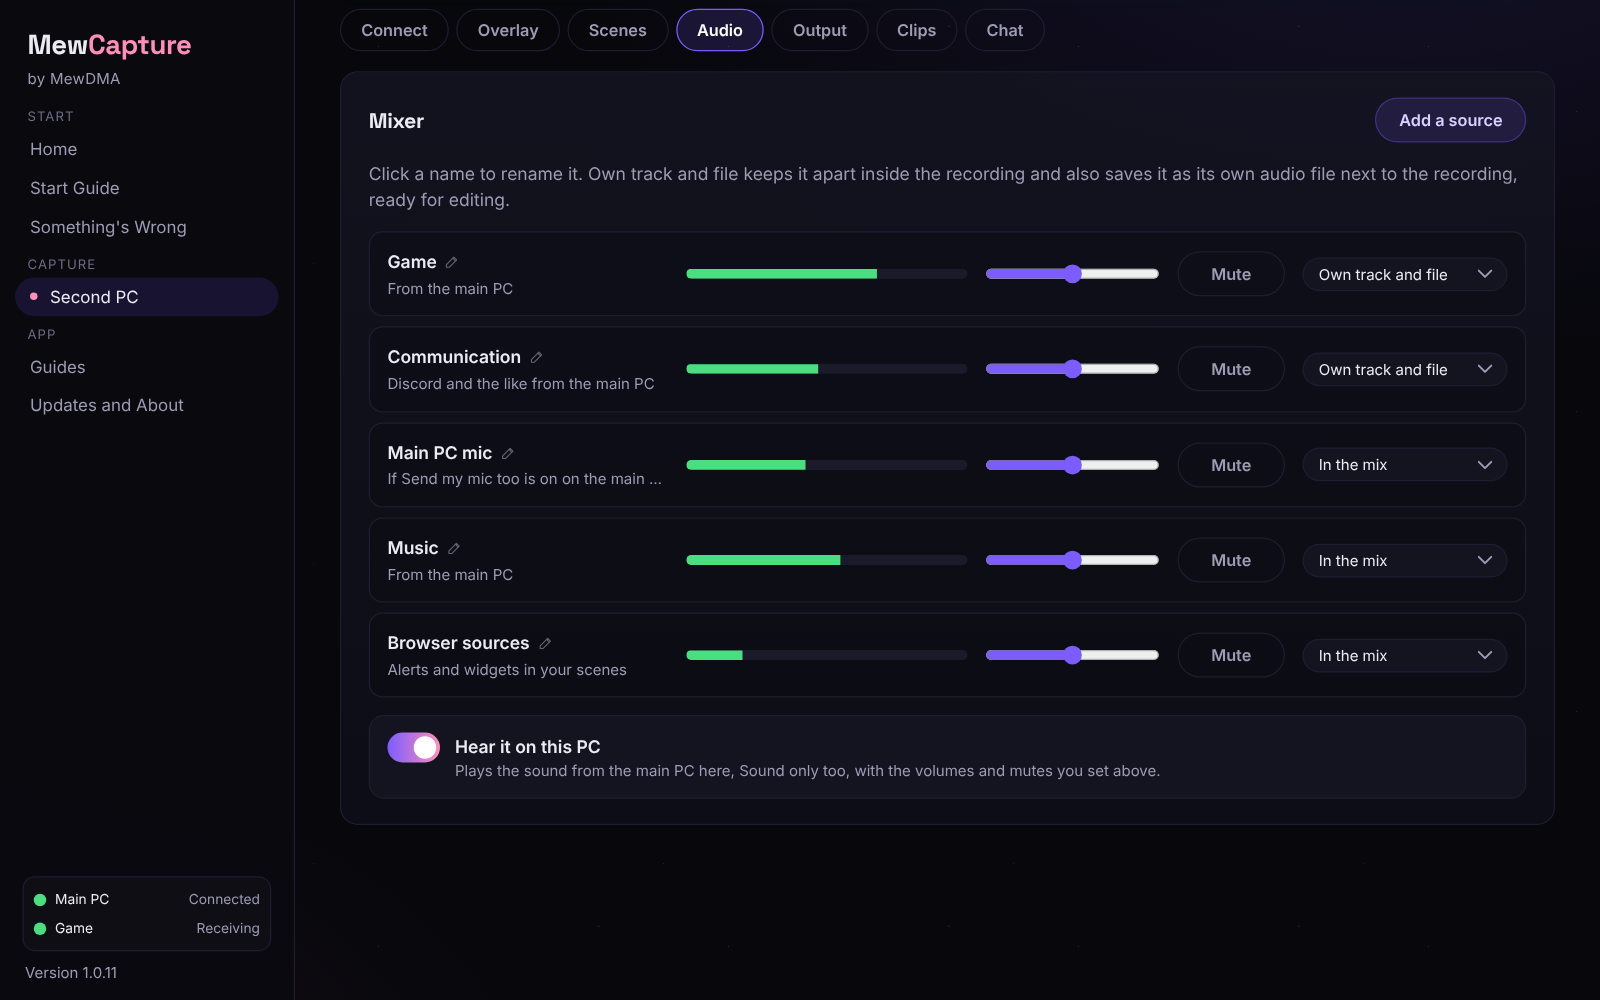 MewCapture
by MewDMA
START
Home
Start Guide
Something's Wrong
CAPTURE
Second PC
APP
Guides
Updates and About
Main PC Connected
Game Receiving
Version 1.0.11
Connect Overlay Scenes Audio Output Clips Chat
Mixer
Add a source
Click a name to rename it. Own track and file keeps it apart inside the recording and also saves it as its own audio file next to the recording,
ready for editing.
Game
From the main PC
Mute
Own track and file
Communication
Discord and the like from the main PC
Mute
Own track and file
Main PC mic
If Send my mic too is on on the main ...
Mute
In the mix
Music
From the main PC
Mute
In the mix
Browser sources
Alerts and widgets in your scenes
Mute
In the mix
Hear it on this PC
Plays the sound from the main PC here, Sound only too, with the volumes and mutes you set above.